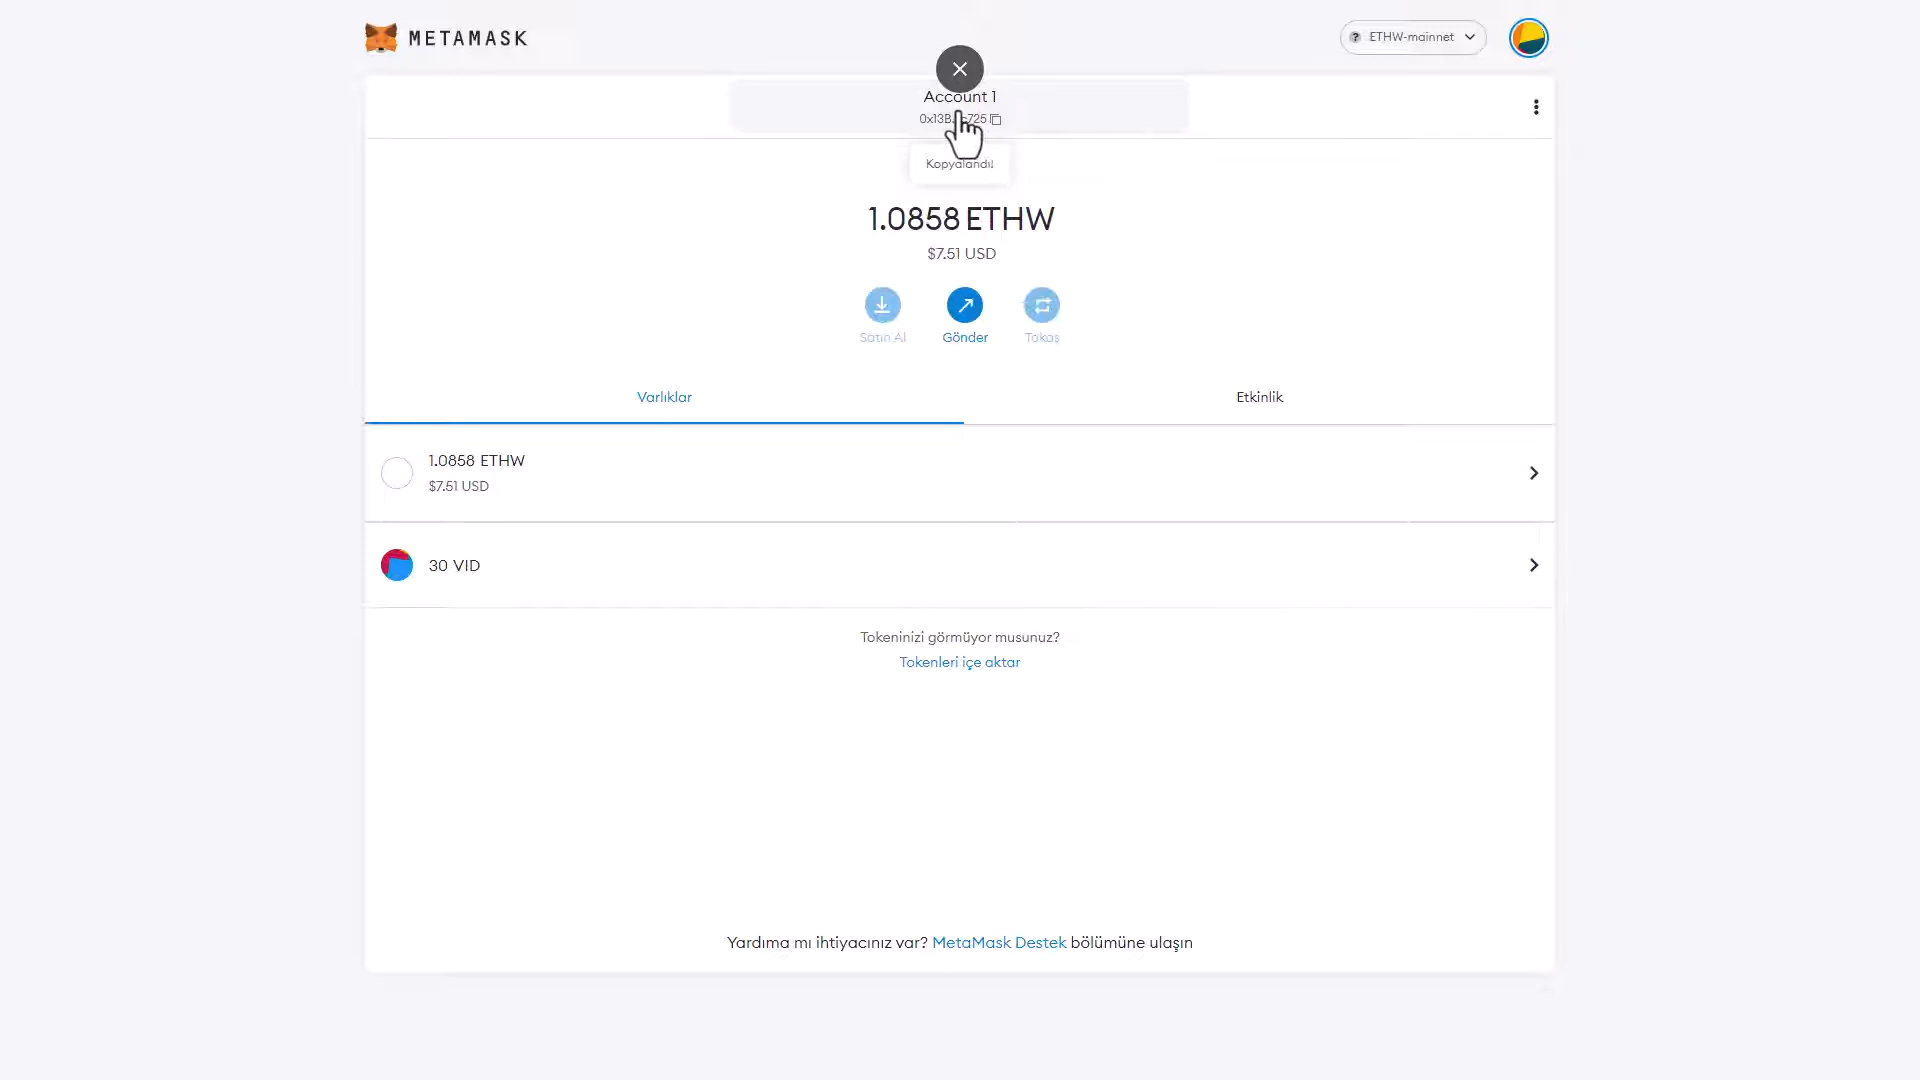 METAMASK
ETHW-mainnet
Account 1
Kopyalandı!
1.0858 ETHW
$7.51 USD
Satın Al
Gönder
Takas
Varlıklar
Etkinlik
1.0858 ETHW
$7.51 USD
30 VID
Tokeninizi görmüyor musunuz?
Tokenleri içe aktar
Yardıma mı ihtiyacınız var? MetaMask Destek bölümüne ulaşın